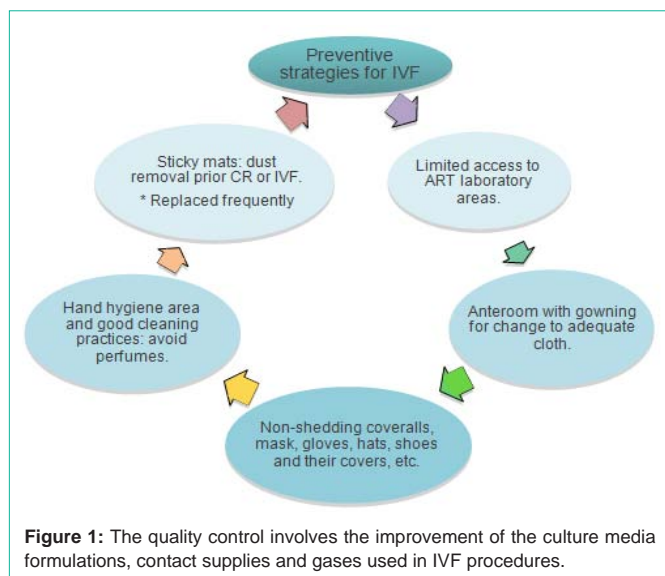 Preventive
strategies for IVF
Limited access to
ART laboratory
areas.
Anteroom with gowning
for change to adequate
cloth.
Non-shedding coveralls,
mask, gloves, hats, shoes
and their covers, etc.
Hand hygiene area
and good cleaning
practices: avoid
perfumes.
Sticky mats: dust
removal prior CR or IVF.
* Replaced frequently
Figure 1: The quality control involves the improvement of the culture media
formulations, contact supplies and gases used in IVF procedures.